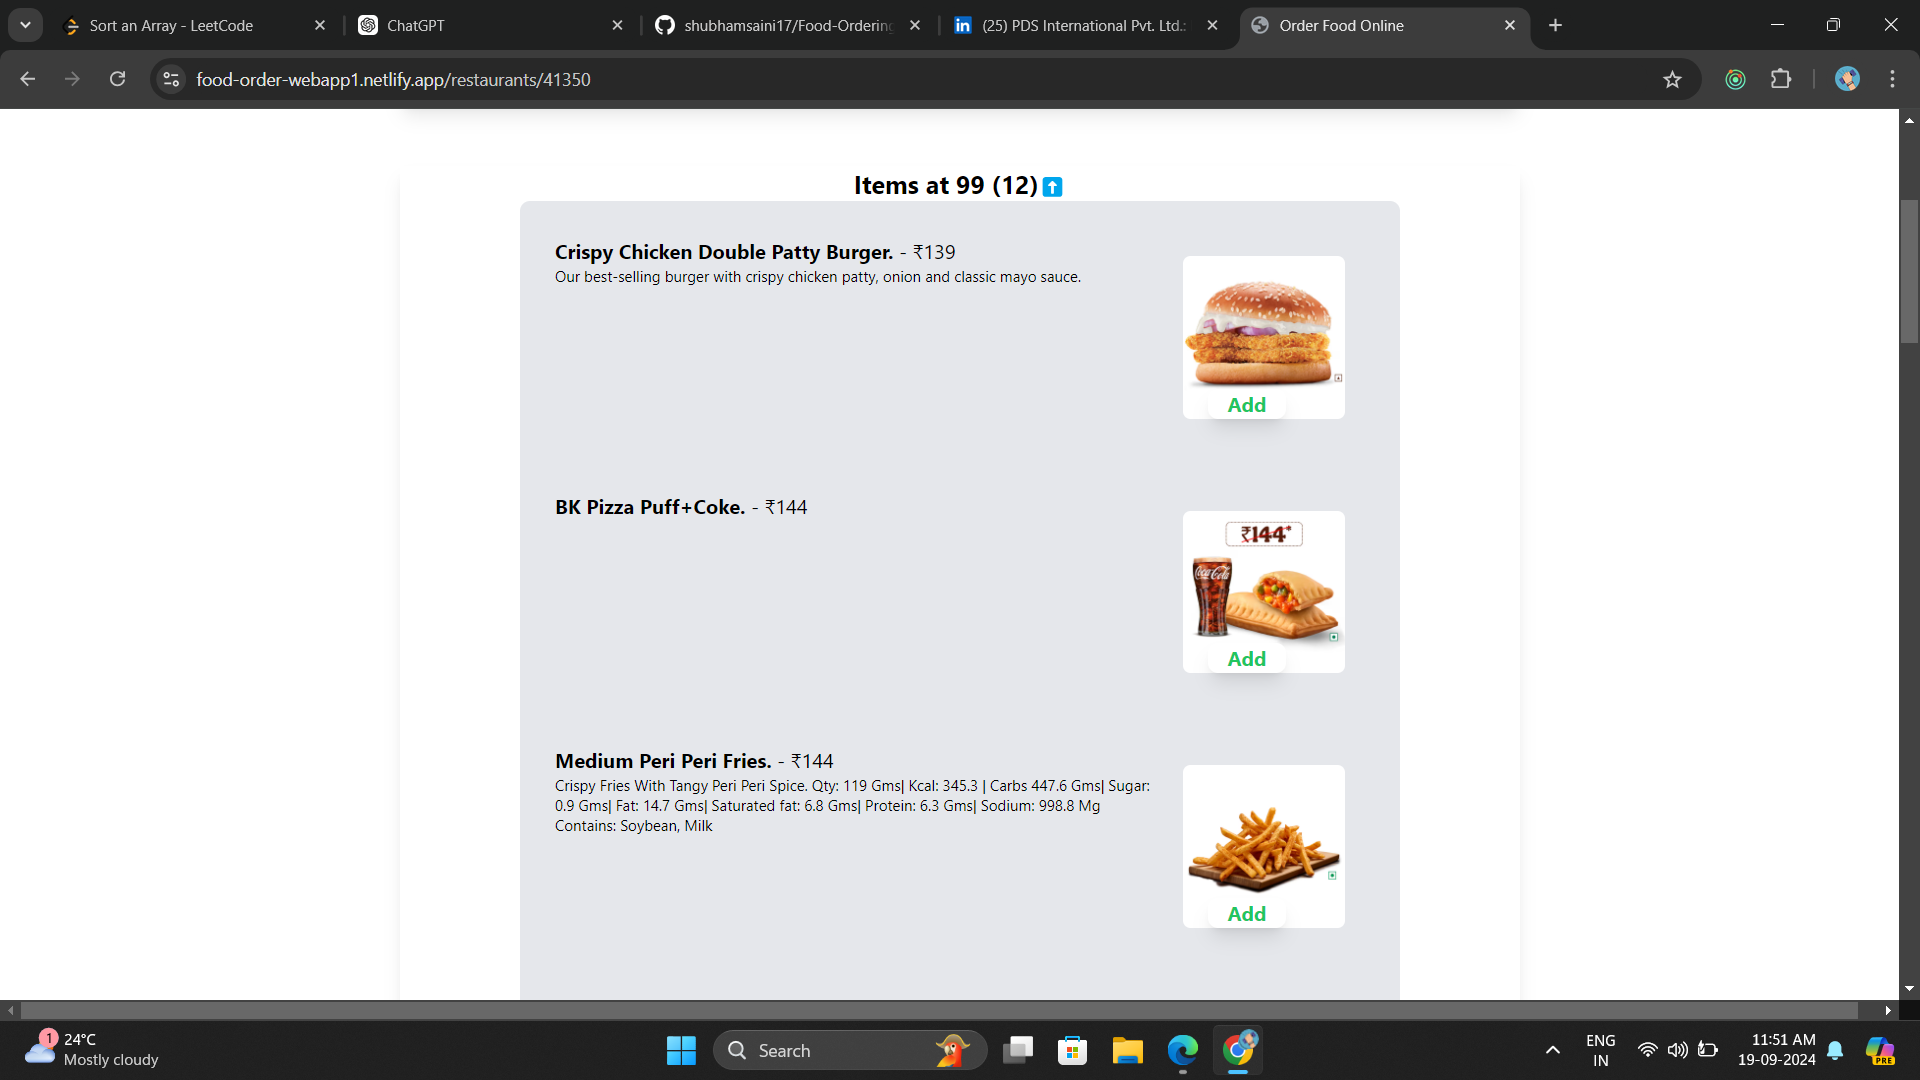 Sort an Array - LeetCode
ChatGPT
shubhamsaini17/Food-Ordering
(25) PDS International Pvt. Ltd.:
Order Food Online
food-order-webapp1.netlify.app/restaurants/41350
Items at 99 (12)
Crispy Chicken Double Patty Burger. - ₹139
Our best-selling burger with crispy chicken patty, onion and classic mayo sauce.
Add
BK Pizza Puff+Coke. - ₹144
₹144*
Coca-Cola
Add
Medium Peri Peri Fries. - ₹144
Crispy Fries With Tangy Peri Peri Spice. Qty: 119 Gms| Kcal: 345.3 | Carbs 447.6 Gms| Sugar:
0.9 Gms| Fat: 14.7 Gms| Saturated fat: 6.8 Gms| Protein: 6.3 Gms| Sodium: 998.8 Mg
Contains: Soybean, Milk
Add
1
24°C
Mostly cloudy
Search
ENG
IN
11:51 AM
19-09-2024
PRE